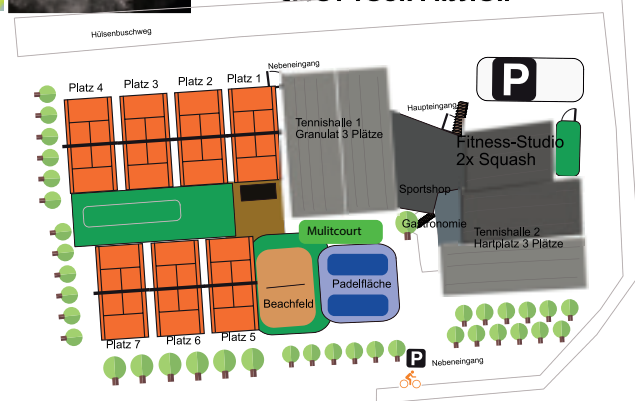 Hülsenbuschweg
Nebeneingang
Platz 4
Platz 3
Platz 2
Platz 1
P
Haupteingang
Tennishalle 1
Granulat 3 Plätze
Fitness-Studio
2x Squash
Sportshop
Gastronomie
Mulitcourt
Tennishalle 2
Hartplatz 3 Plätze
Padelfläche
Beachfeld
Platz 7
Platz 6
Platz 5
P
Nebeneingang